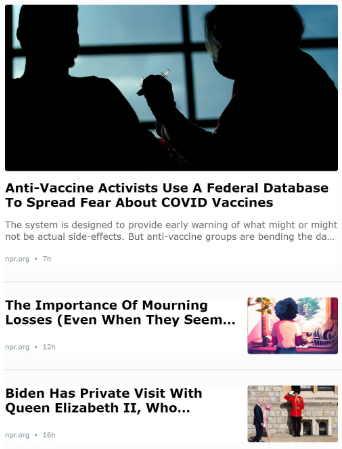 Anti-Vaccine Activists Use A Federal Database
To Spread Fear About COVID Vaccines
The system is designed to provide early warning of what might or might
not be actual side-effects. But anti-vaccine groups are bending the da...
npr.org • 7h
The Importance Of Mourning
Losses (Even When They Seem...
npr.org • 12h
Biden Has Private Visit With
Queen Elizabeth II, Who...
npr.org • 16h